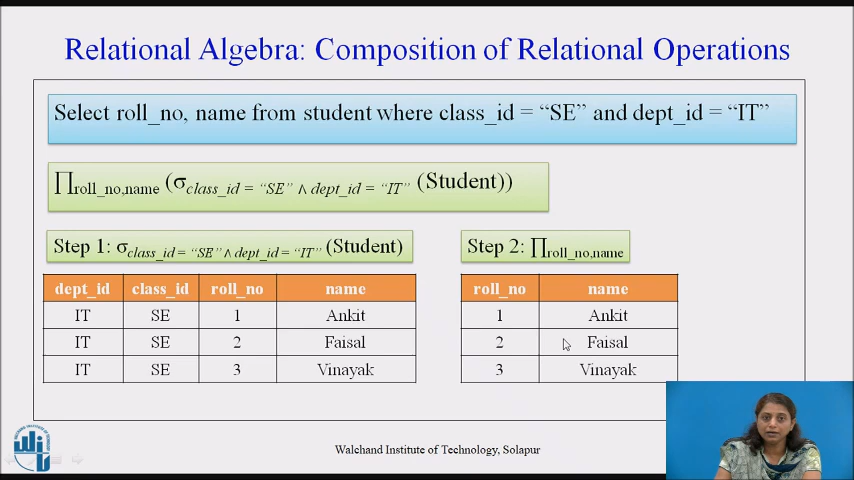 Relational Algebra: Composition of Relational Operations
Select roll_no, name from student where class_id = “SE” and dept_id = “IT”
∏roll_no,name (σclass_id = “SE” ∧ dept_id = “IT” (Student))
Step 1: σclass_id = “SE” ∧ dept_id = “IT” (Student)
Step 2: ∏roll_no,name
dept_id class_id roll_no name
IT SE 1 Ankit
IT SE 2 Faisal
IT SE 3 Vinayak
roll_no name
1 Ankit
2 Faisal
3 Vinayak
Walchand Institute of Technology, Solapur